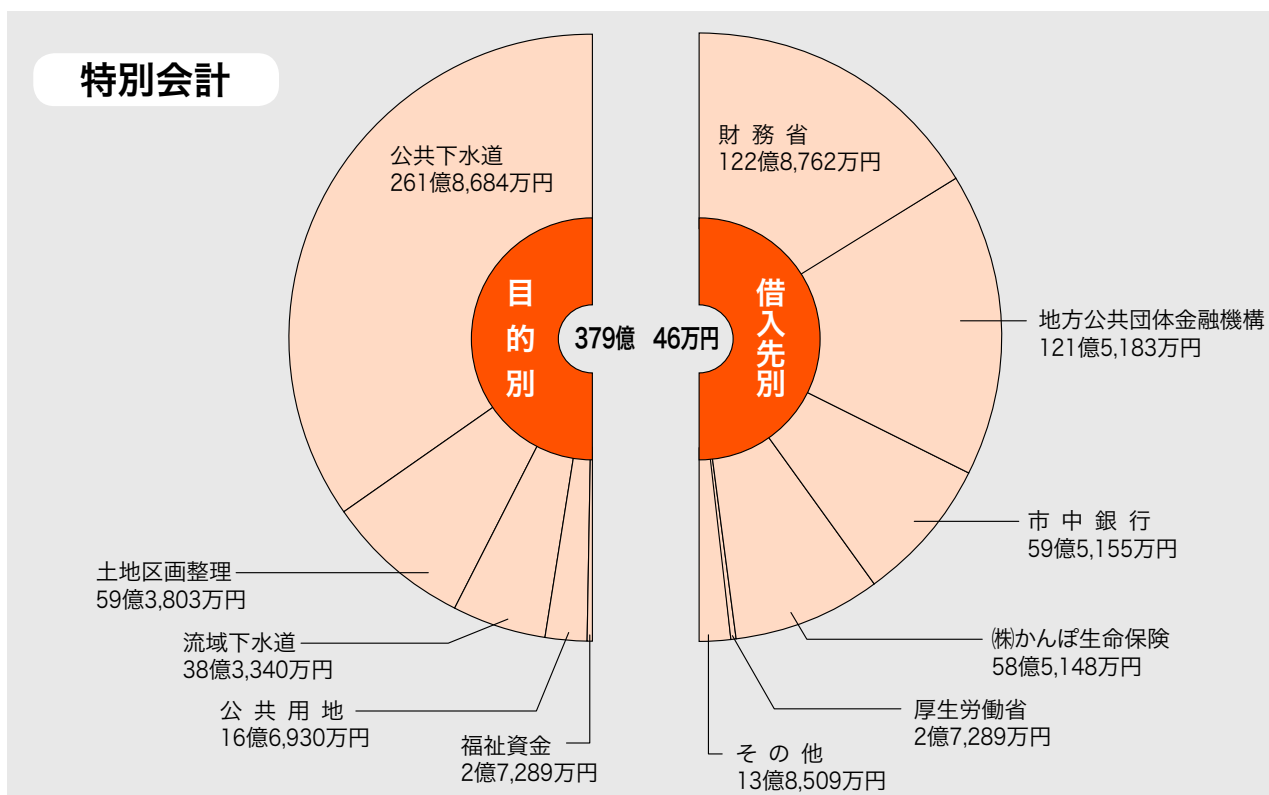 特別会計
公共下水道
261億8,684万円
土地区画整理
59億3,803万円
流域下水道
38億3,340万円
公共用地
16億6,930万円
福祉資金
2億7,289万円
目的別
379億 46万円
借入先別
財務省
122億8,762万円
地方公共団体金融機構
121億5,183万円
市中銀行
59億5,155万円
㈱かんぽ生命保険
58億5,148万円
厚生労働省
2億7,289万円
その他
13億8,509万円